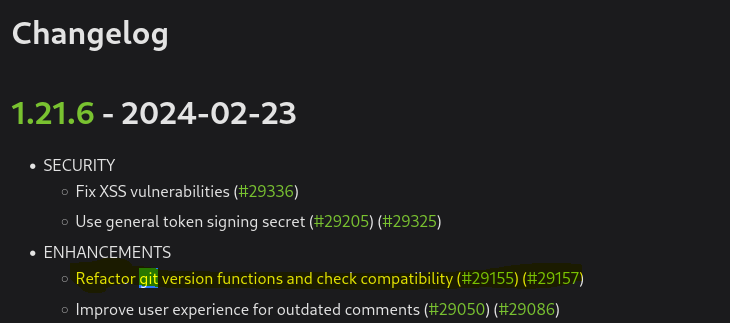 Changelog
1.21.6 - 2024-02-23
• SECURITY
◦ Fix XSS vulnerabilities (#29336)
◦ Use general token signing secret (#29205) (#29325)
• ENHANCEMENTS
◦ Refactor git version functions and check compatibility (#29155) (#29157)
◦ Improve user experience for outdated comments (#29050) (#29086)